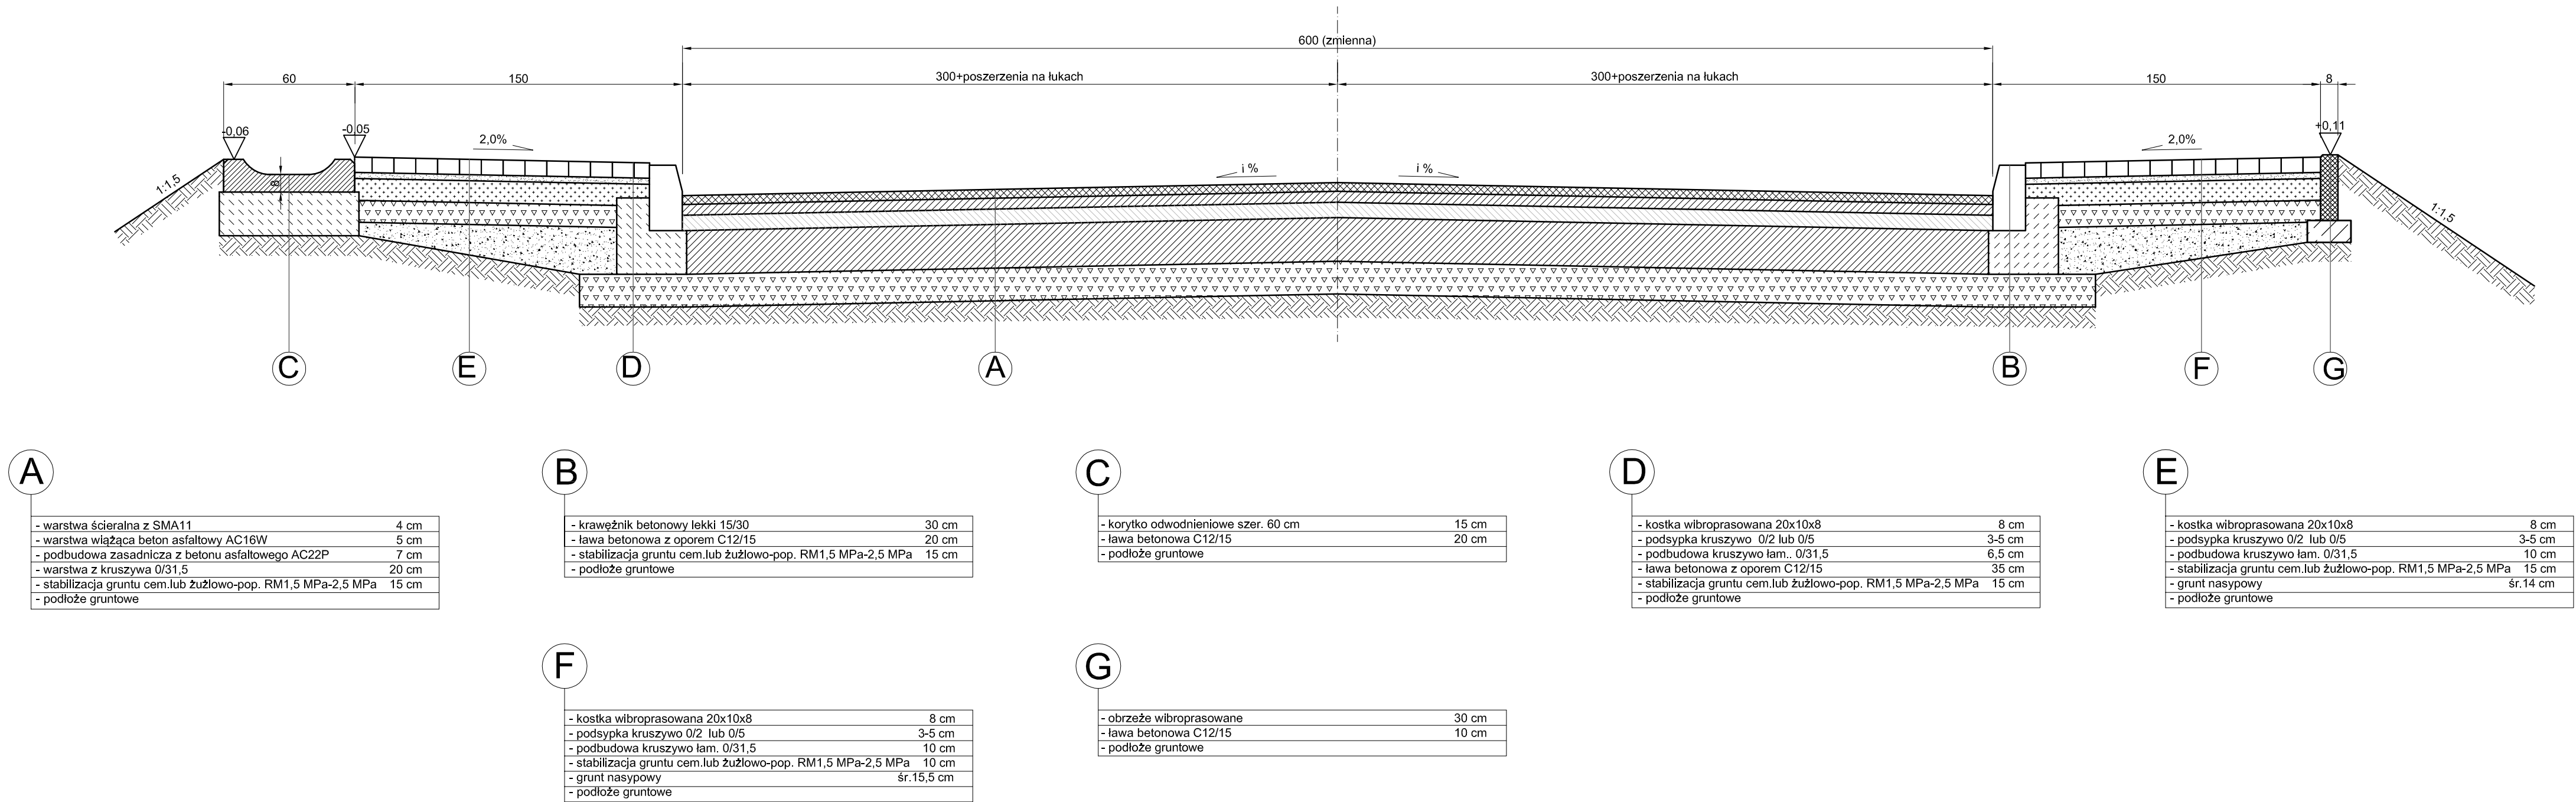 600 (zmienna)
60
150
300+poszerzenia na łukach
300+poszerzenia na łukach
150
8
-0,06
-0,05
2,0%
i %
i %
2,0%
+0,11
1:1,5
8
1:1,5
C
E
D
A
B
F
G
A
- warstwa ścieralna z SMA11 4 cm
- warstwa wiążąca beton asfaltowy AC16W 5 cm
- podbudowa zasadnicza z betonu asfaltowego AC22P 7 cm
- warstwa z kruszywa 0/31,5 20 cm
- stabilizacja gruntu cem.lub żużlowo-pop. RM1,5 MPa-2,5 MPa 15 cm
- podłoże gruntowe
B
- krawężnik betonowy lekki 15/30 30 cm
- ława betonowa z oporem C12/15 20 cm
- stabilizacja gruntu cem.lub żużlowo-pop. RM1,5 MPa-2,5 MPa 15 cm
- podłoże gruntowe
C
- korytko odwodnieniowe szer. 60 cm 15 cm
- ława betonowa C12/15 20 cm
- podłoże gruntowe
D
- kostka wibroprasowana 20x10x8 8 cm
- podsypka kruszywo 0/2 lub 0/5 3-5 cm
- podbudowa kruszywo łam.. 0/31,5 6,5 cm
- ława betonowa z oporem C12/15 35 cm
- stabilizacja gruntu cem.lub żużlowo-pop. RM1,5 MPa-2,5 MPa 15 cm
- podłoże gruntowe
E
- kostka wibroprasowana 20x10x8 8 cm
- podsypka kruszywo 0/2 lub 0/5 3-5 cm
- podbudowa kruszywo łam. 0/31,5 10 cm
- stabilizacja gruntu cem.lub żużlowo-pop. RM1,5 MPa-2,5 MPa 15 cm
- grunt nasypowy śr.14 cm
- podłoże gruntowe
F
- kostka wibroprasowana 20x10x8 8 cm
- podsypka kruszywo 0/2 lub 0/5 3-5 cm
- podbudowa kruszywo łam. 0/31,5 10 cm
- stabilizacja gruntu cem.lub żużlowo-pop. RM1,5 MPa-2,5 MPa 10 cm
- grunt nasypowy śr.15,5 cm
- podłoże gruntowe
G
- obrzeże wibroprasowane 30 cm
- ława betonowa C12/15 10 cm
- podłoże gruntowe